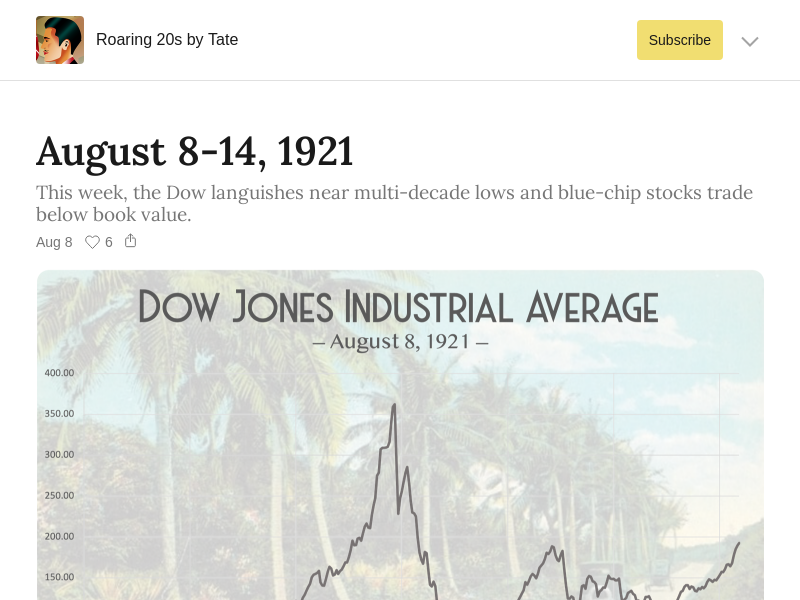 Roaring 20s by Tate
Subscribe
August 8-14, 1921
This week, the Dow languishes near multi-decade lows and blue-chip stocks trade
below book value.
Aug 8
6
Dow Jones Industrial Average
– August 8, 1921 –
400.00
350.00
300.00
250.00
200.00
150.00